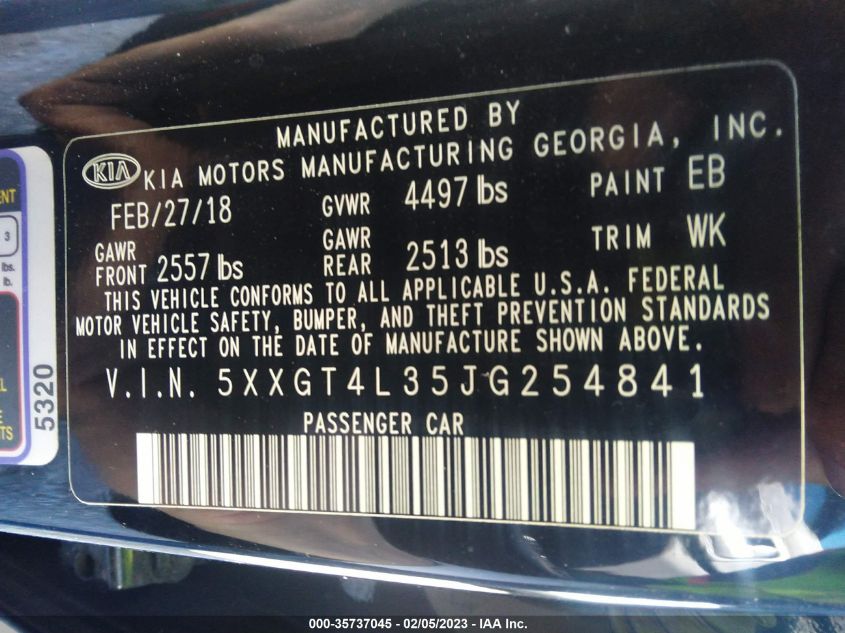 MANUFACTURED BY
KIA KIA MOTORS MANUFACTURING GEORGIA, INC.
FEB/27/18 GVWR 4497 lbs PAINT EB
GAWR FRONT 2557 lbs GAWR REAR 2513 lbs TRIM WK
THIS VEHICLE CONFORMS TO ALL APPLICABLE U.S.A. FEDERAL
MOTOR VEHICLE SAFETY, BUMPER, AND THEFT PREVENTION STANDARDS
IN EFFECT ON THE DATE OF MANUFACTURE SHOWN ABOVE.
V.I.N. 5XXGT4L35JG254841
PASSENGER CAR
3
lbs.
lb.
5320
000-35737045 — 02/05/2023 — IAA Inc.